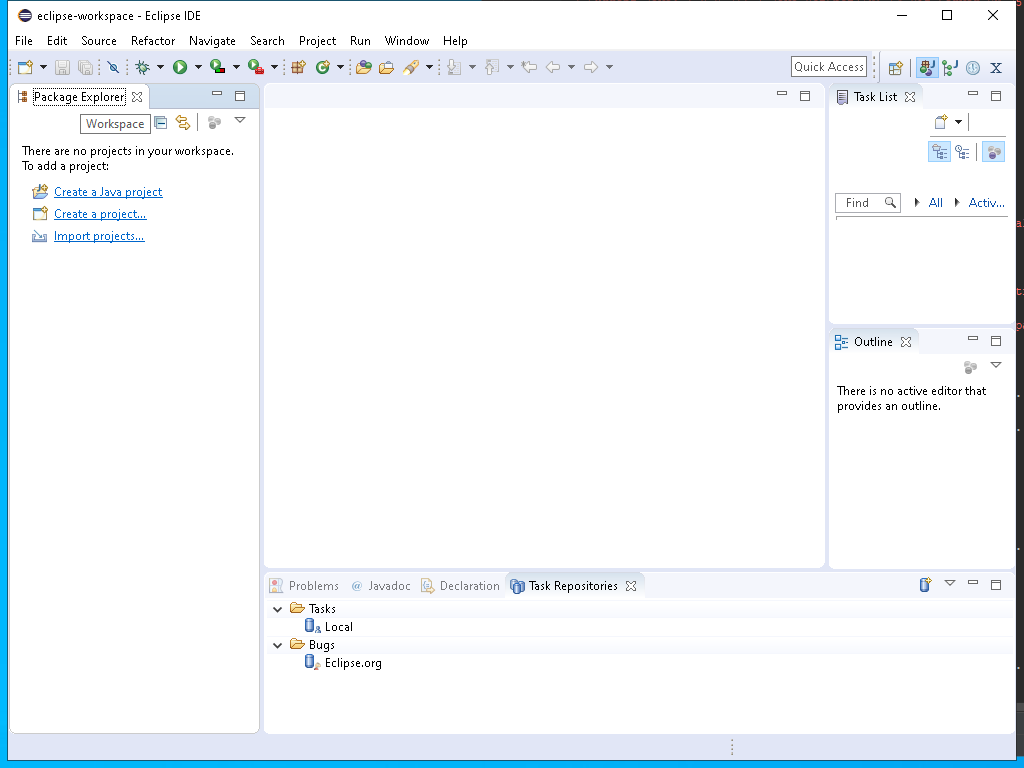 eclipse-workspace - Eclipse IDE
File Edit Source Refactor Navigate Search Project Run Window Help
Quick Access
Package Explorer
Workspace
There are no projects in your workspace.
To add a project:
Create a Java project
Create a project...
Import projects...
Task List
Find
All
Activ...
Outline
There is no active editor that
provides an outline.
Problems @ Javadoc Declaration Task Repositories
Tasks
Local
Bugs
Eclipse.org